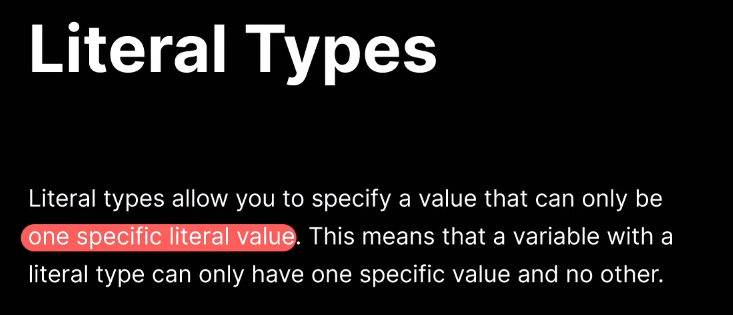 Literal Types
Literal types allow you to specify a value that can only be
one specific literal value. This means that a variable with a
literal type can only have one specific value and no other.